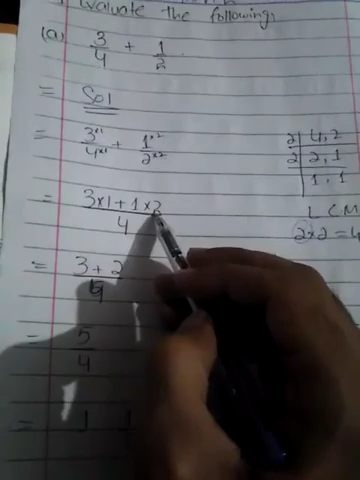 Evaluate the following
(a) 3/4 + 1/2
= Sol
= 3×1/4×1 + 1×2/2×2
2 | 4, 2
2 | 2, 1
1, 1
= 3×1+1×2/4
LCM
2×2=4
= 3+2/4
= 5/4
= 1 1